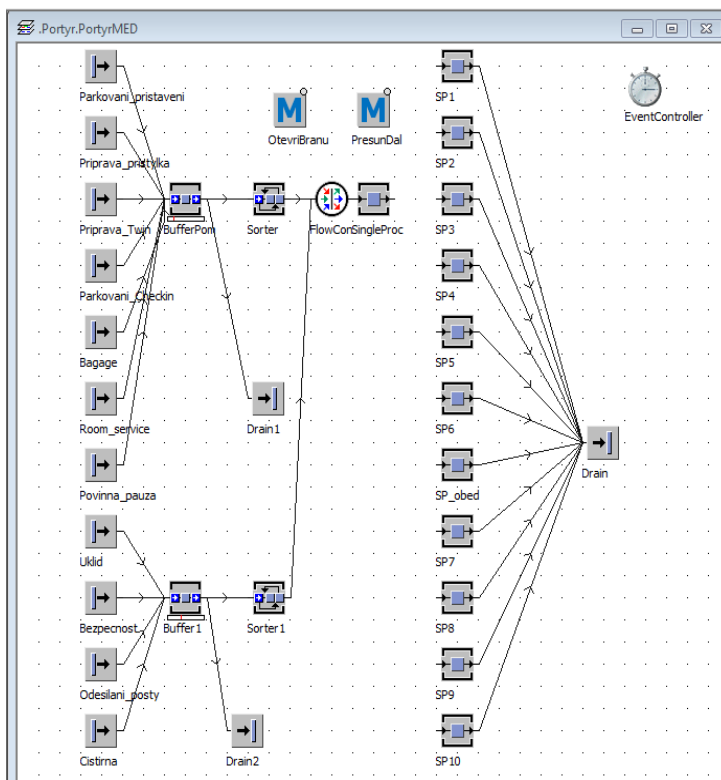 .Portyr.PortyrMED
Parkovani_pristaveni
Priprava_pristylka
Priprava_Twin
Parkovani_Checkin
Bagage
Room_service
Povinna_pauza
Uklid
Bezpecnost
Odesilani_posty
Cistirna
BufferPom
Sorter
FlowCon
SingleProc
M
OtevriBranu
M
PresunDal
Drain1
Buffer1
Sorter1
Drain2
SP1
SP2
SP3
SP4
SP5
SP6
SP_obed
SP7
SP8
SP9
SP10
Drain
EventController